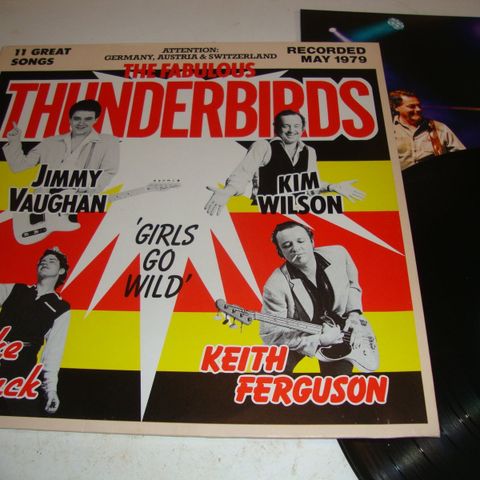 11 GREAT
SONGS
ATTENTION:
GERMANY, AUSTRIA & SWITZERLAND
RECORDED
MAY 1979
THE FABULOUS
THUNDERBIRDS
JIMMY
VAUGHAN
KIM
WILSON
'GIRLS
GO
WILD'
KEITH
FERGUSON